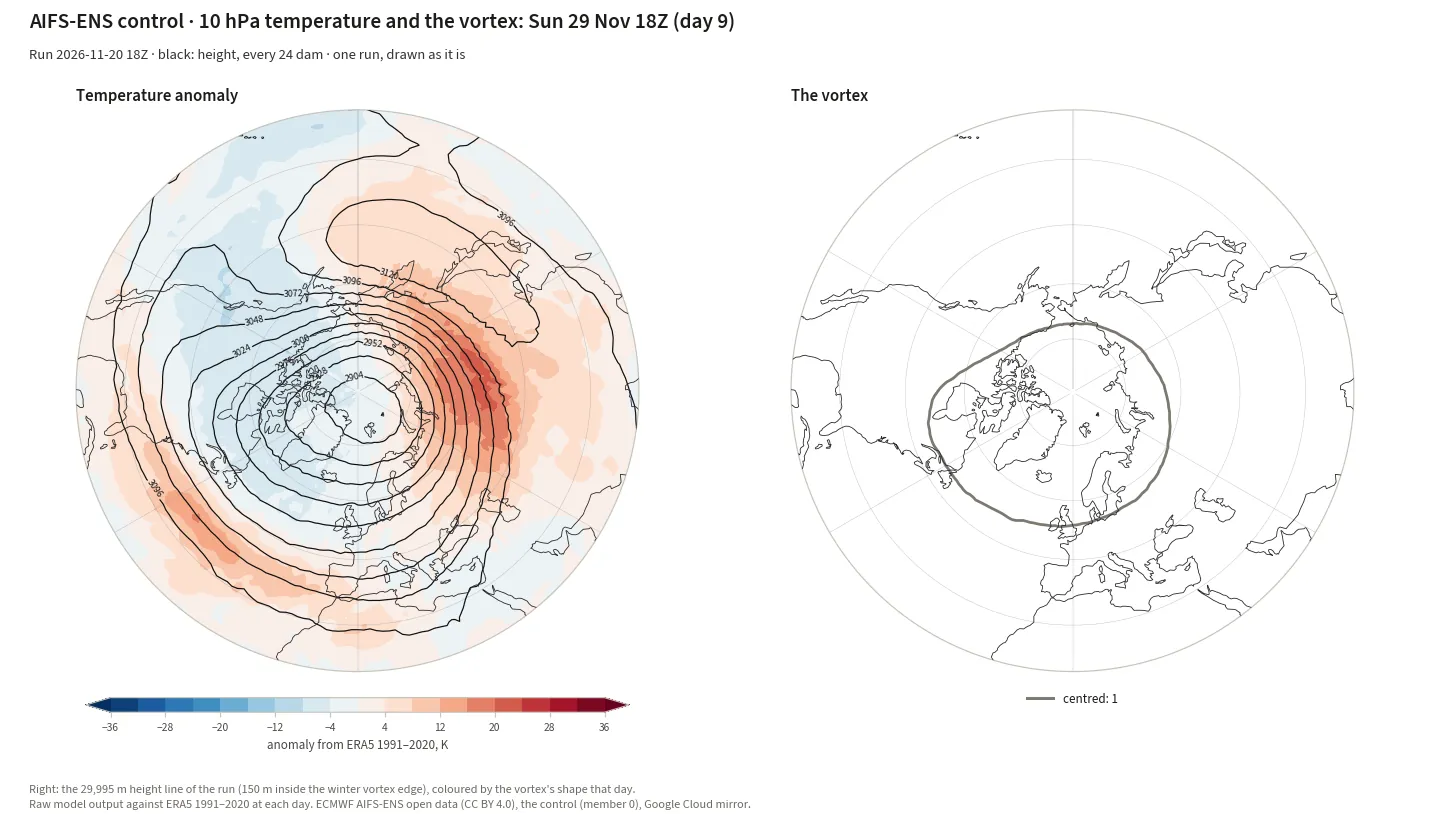 AIFS-ENS control · 10 hPa temperature and the vortex: Sun 29 Nov 18Z (day 9)
Run 2026-11-20 18Z · black: height, every 24 dam · one run, drawn as it is
Temperature anomaly
The vortex
3096
3120
3096
3072
3048
3024
3000
2952
2904
3096
centred: 1
−36 −28 −20 −12 −4 4 12 20 28 36
anomaly from ERA5 1991–2020, K
Right: the 29,995 m height line of the run (150 m inside the winter vortex edge), coloured by the vortex's shape that day.
Raw model output against ERA5 1991–2020 at each day. ECMWF AIFS-ENS open data (CC BY 4.0), the control (member 0), Google Cloud mirror.